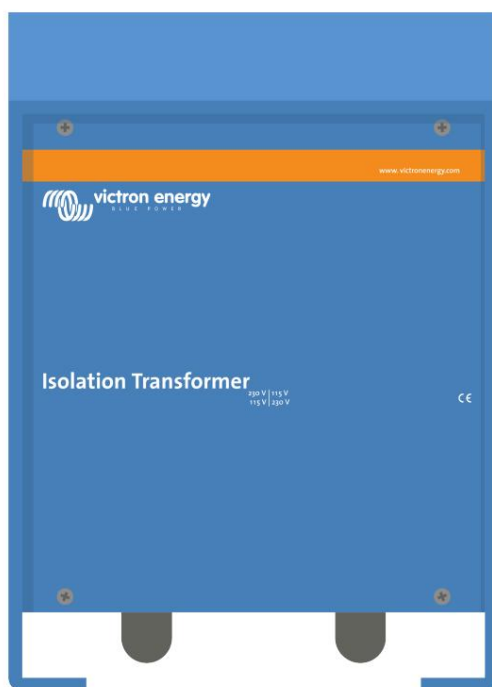 www.victronenergy.com
victron energy
BLUE POWER
Isolation Transformer
230 V | 115 V
115 V | 230 V
CE